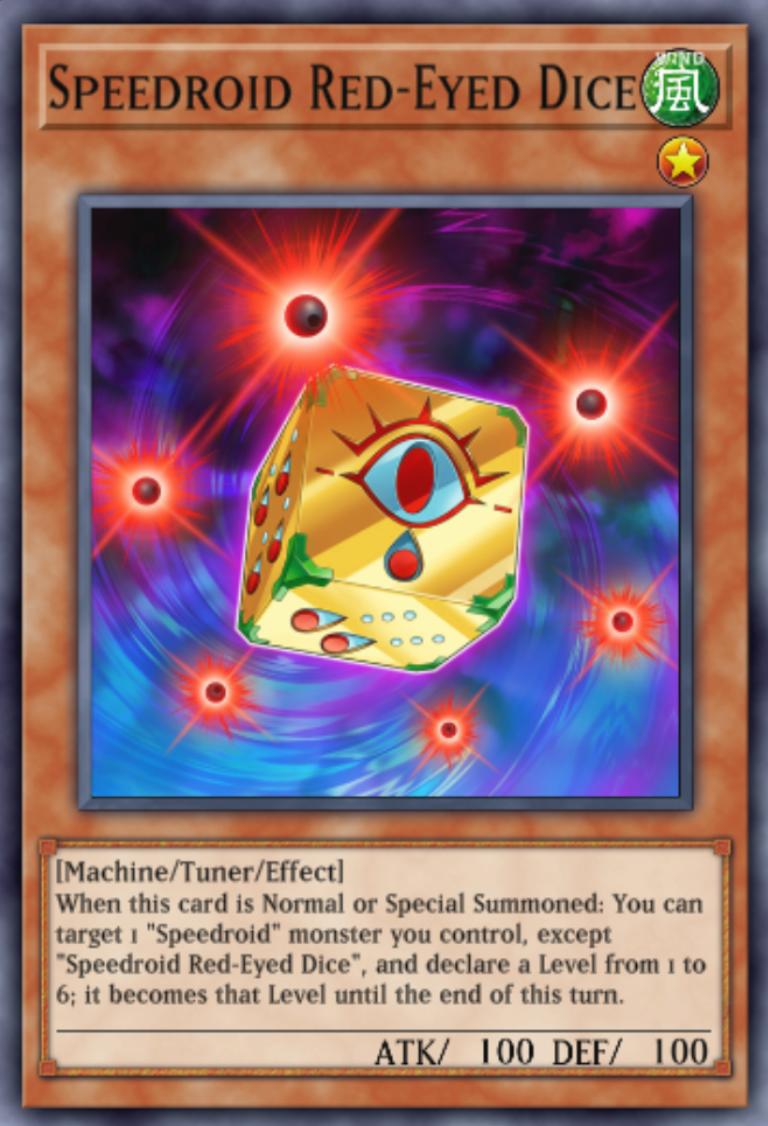 Speedroid Red-Eyed Dice
WIND
風
[Machine/Tuner/Effect]
When this card is Normal or Special Summoned: You can
target 1 "Speedroid" monster you control, except
"Speedroid Red-Eyed Dice", and declare a Level from 1 to
6; it becomes that Level until the end of this turn.
ATK/ 100 DEF/ 100